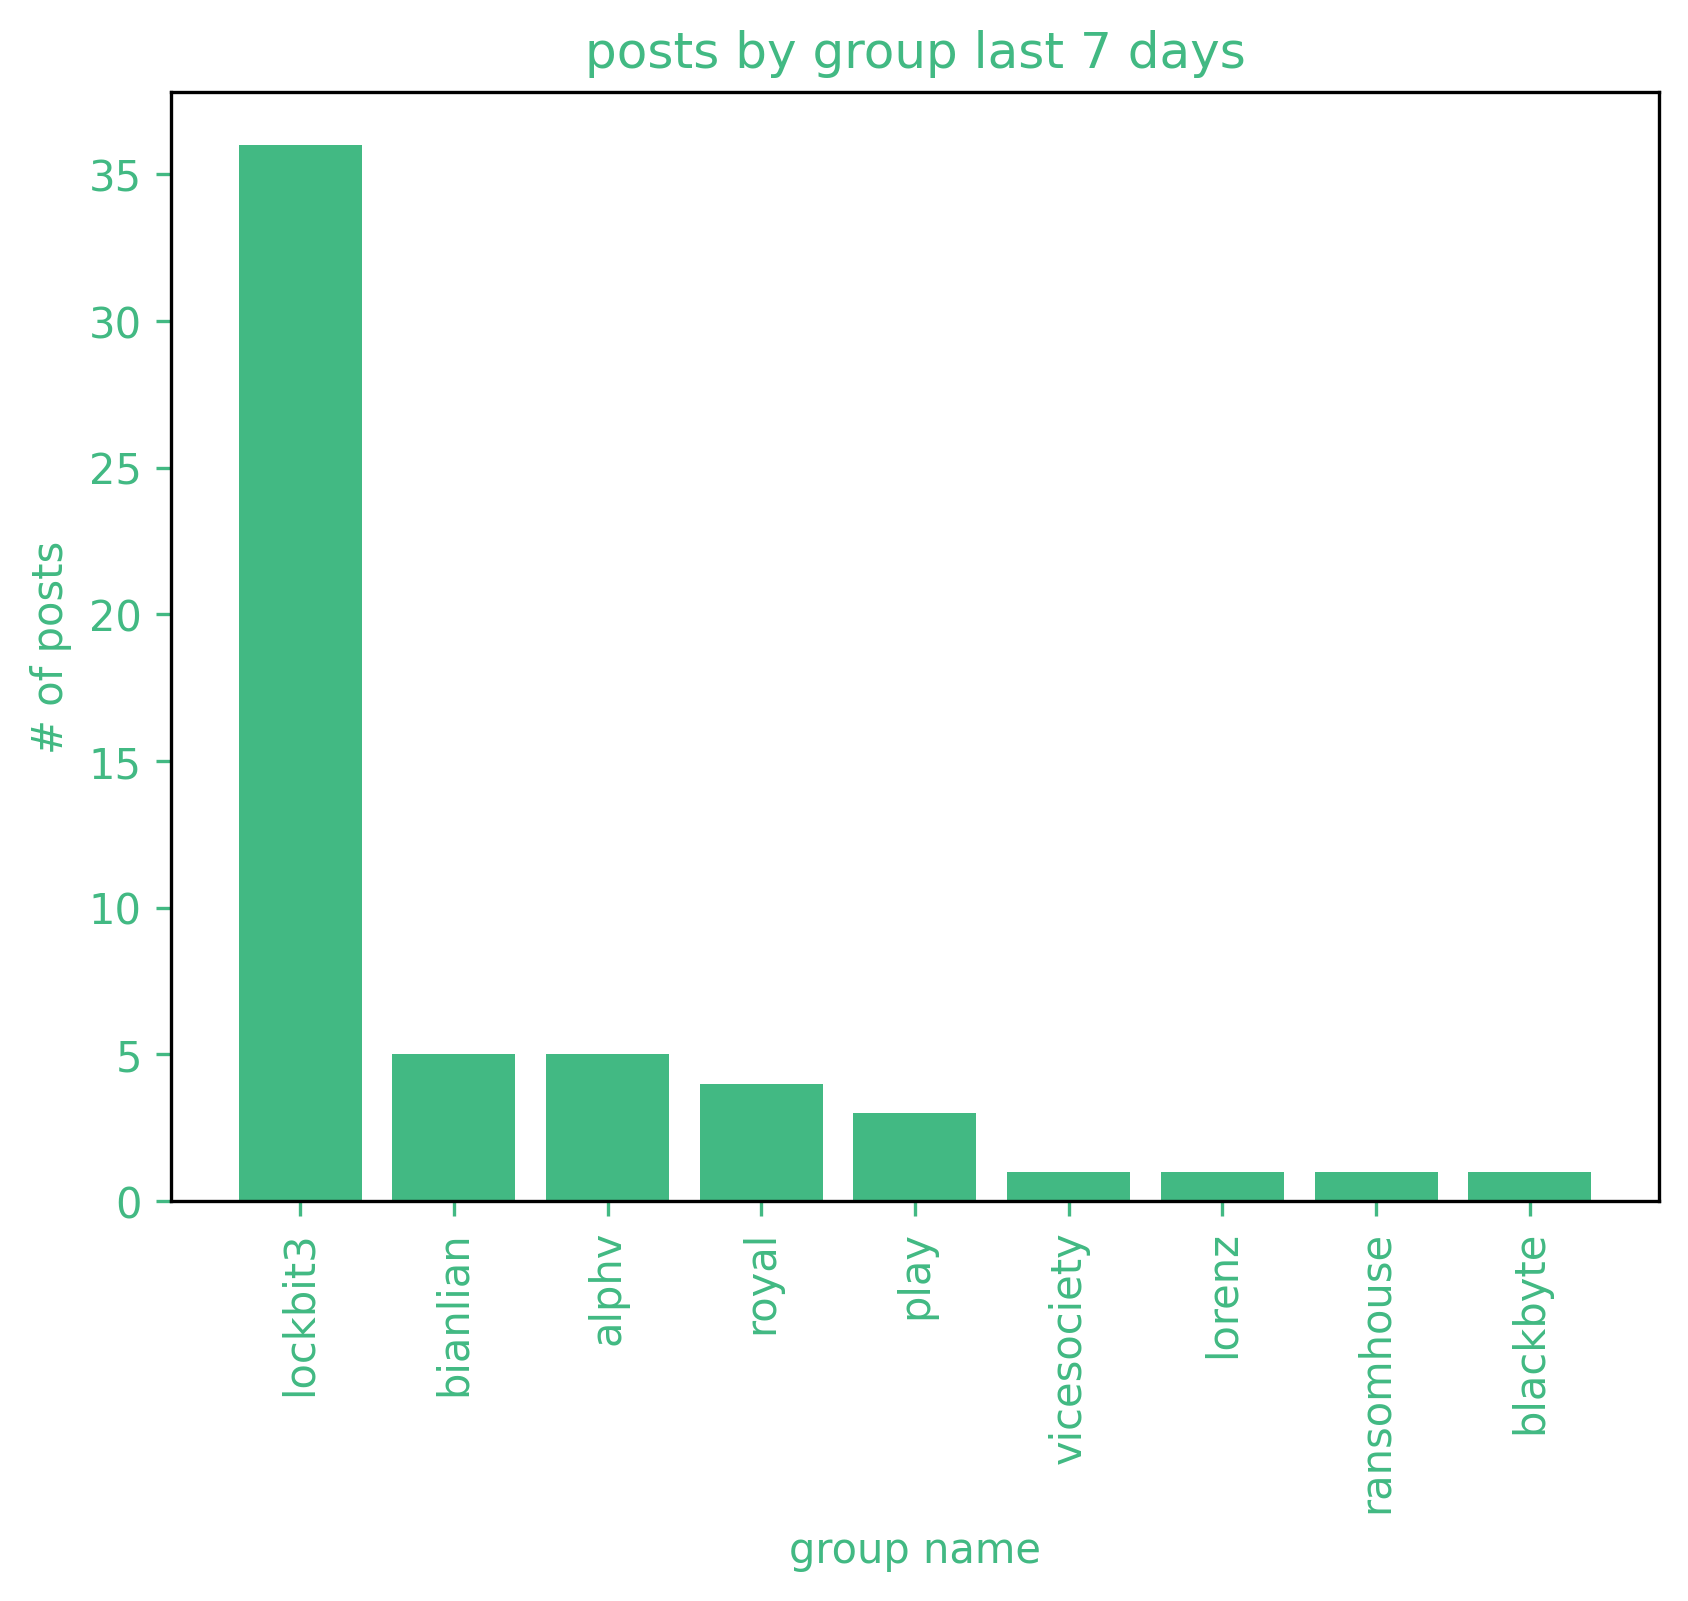 posts by group last 7 days
# of posts
35
30
25
20
15
10
5
0
lockbit3
bianlian
alphv
royal
play
vicesociety
lorenz
ransomhouse
blackbyte
group name